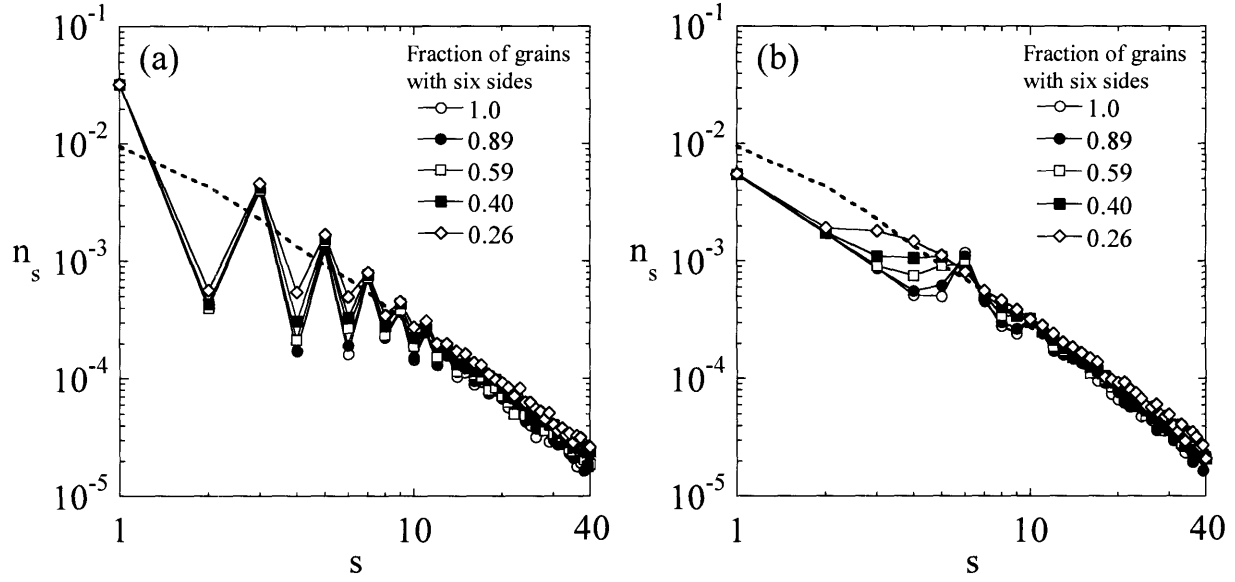 (a)
Fraction of grains
with six sides
1.0
0.89
0.59
0.40
0.26
10⁻¹
10⁻²
10⁻³
10⁻⁴
10⁻⁵
nₛ
1
10
40
s
(b)
Fraction of grains
with six sides
1.0
0.89
0.59
0.40
0.26
10⁻¹
10⁻²
10⁻³
10⁻⁴
10⁻⁵
nₛ
1
10
40
s